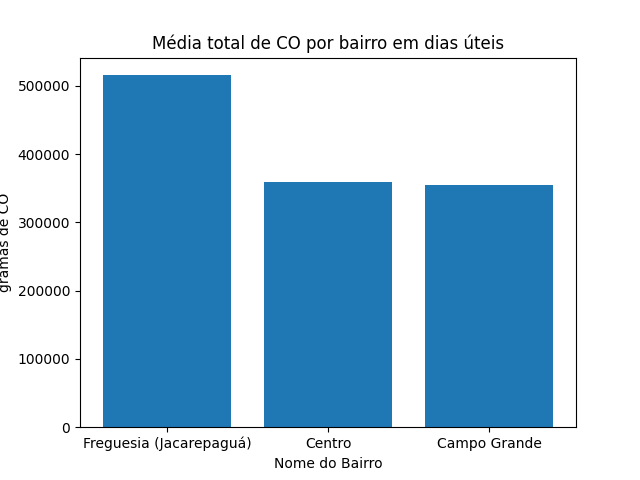 Média total de CO por bairro em dias úteis
gramas de CO
500000
400000
300000
200000
100000
0
Freguesia (Jacarepaguá) Centro Campo Grande
Nome do Bairro